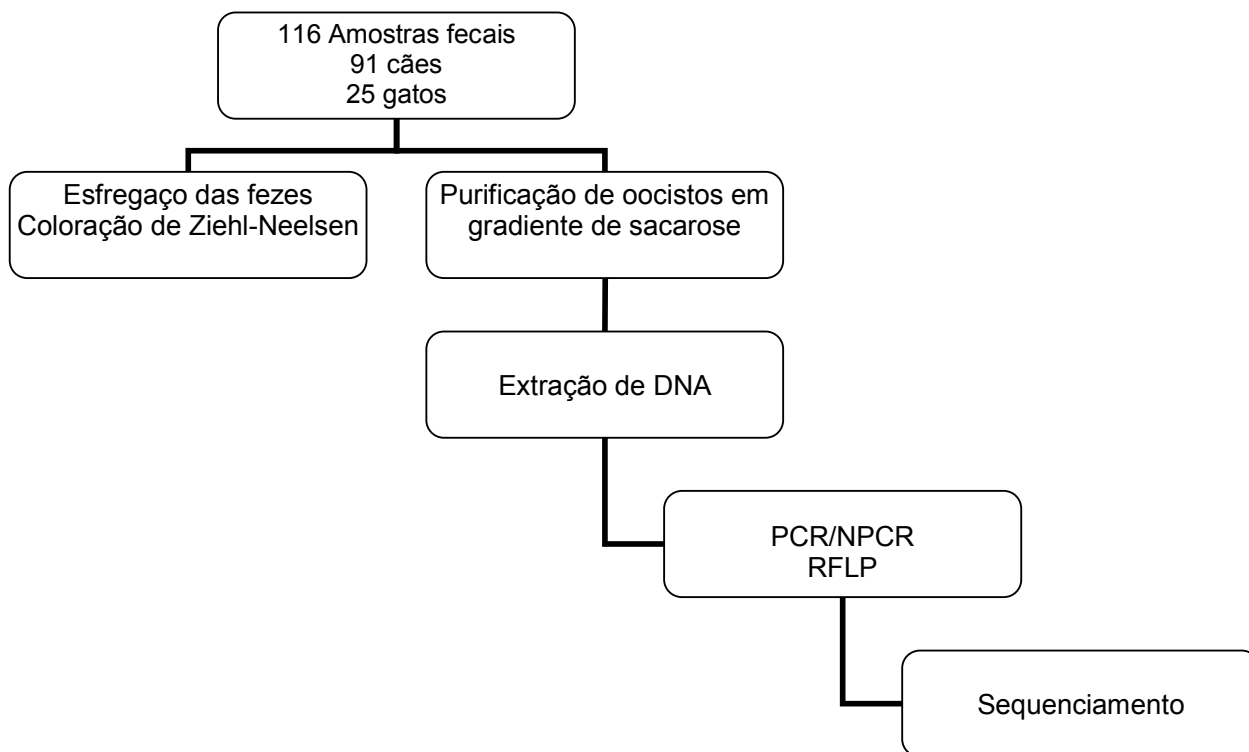 116 Amostras fecais
91 cães
25 gatos
Esfregaço das fezes
Coloração de Ziehl-Neelsen
Purificação de oocistos em
gradiente de sacarose
Extração de DNA
PCR/NPCR
RFLP
Sequenciamento